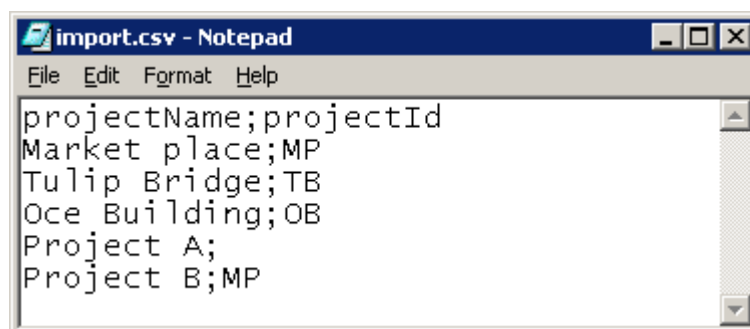 import.csv - Notepad
File Edit Format Help
projectName;projectId
Market place;MP
Tulip Bridge;TB
Oce Building;OB
Project A;
Project B;MP